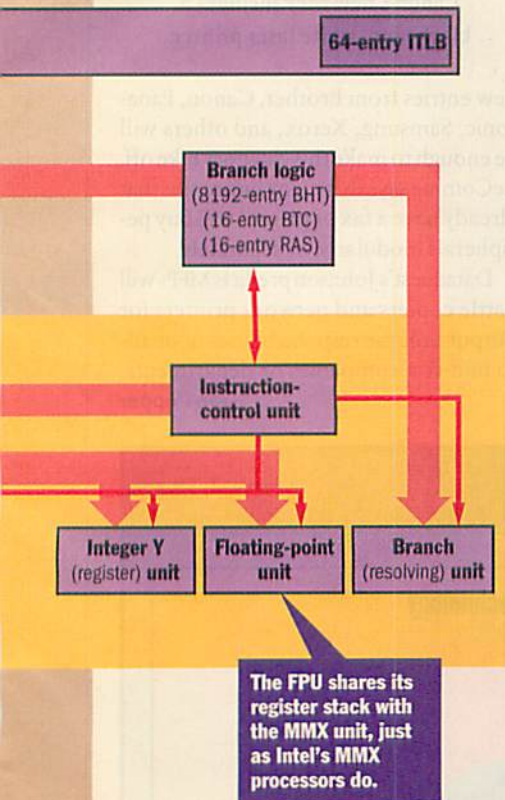 64-entry ITLB
Branch logic
(8192-entry BHT)
(16-entry BTC)
(16-entry RAS)
Instruction-
control unit
Integer Y
(register) unit
Floating-point
unit
Branch
(resolving) unit
The FPU shares its
register stack with
the MMX unit, just
as Intel's MMX
processors do.